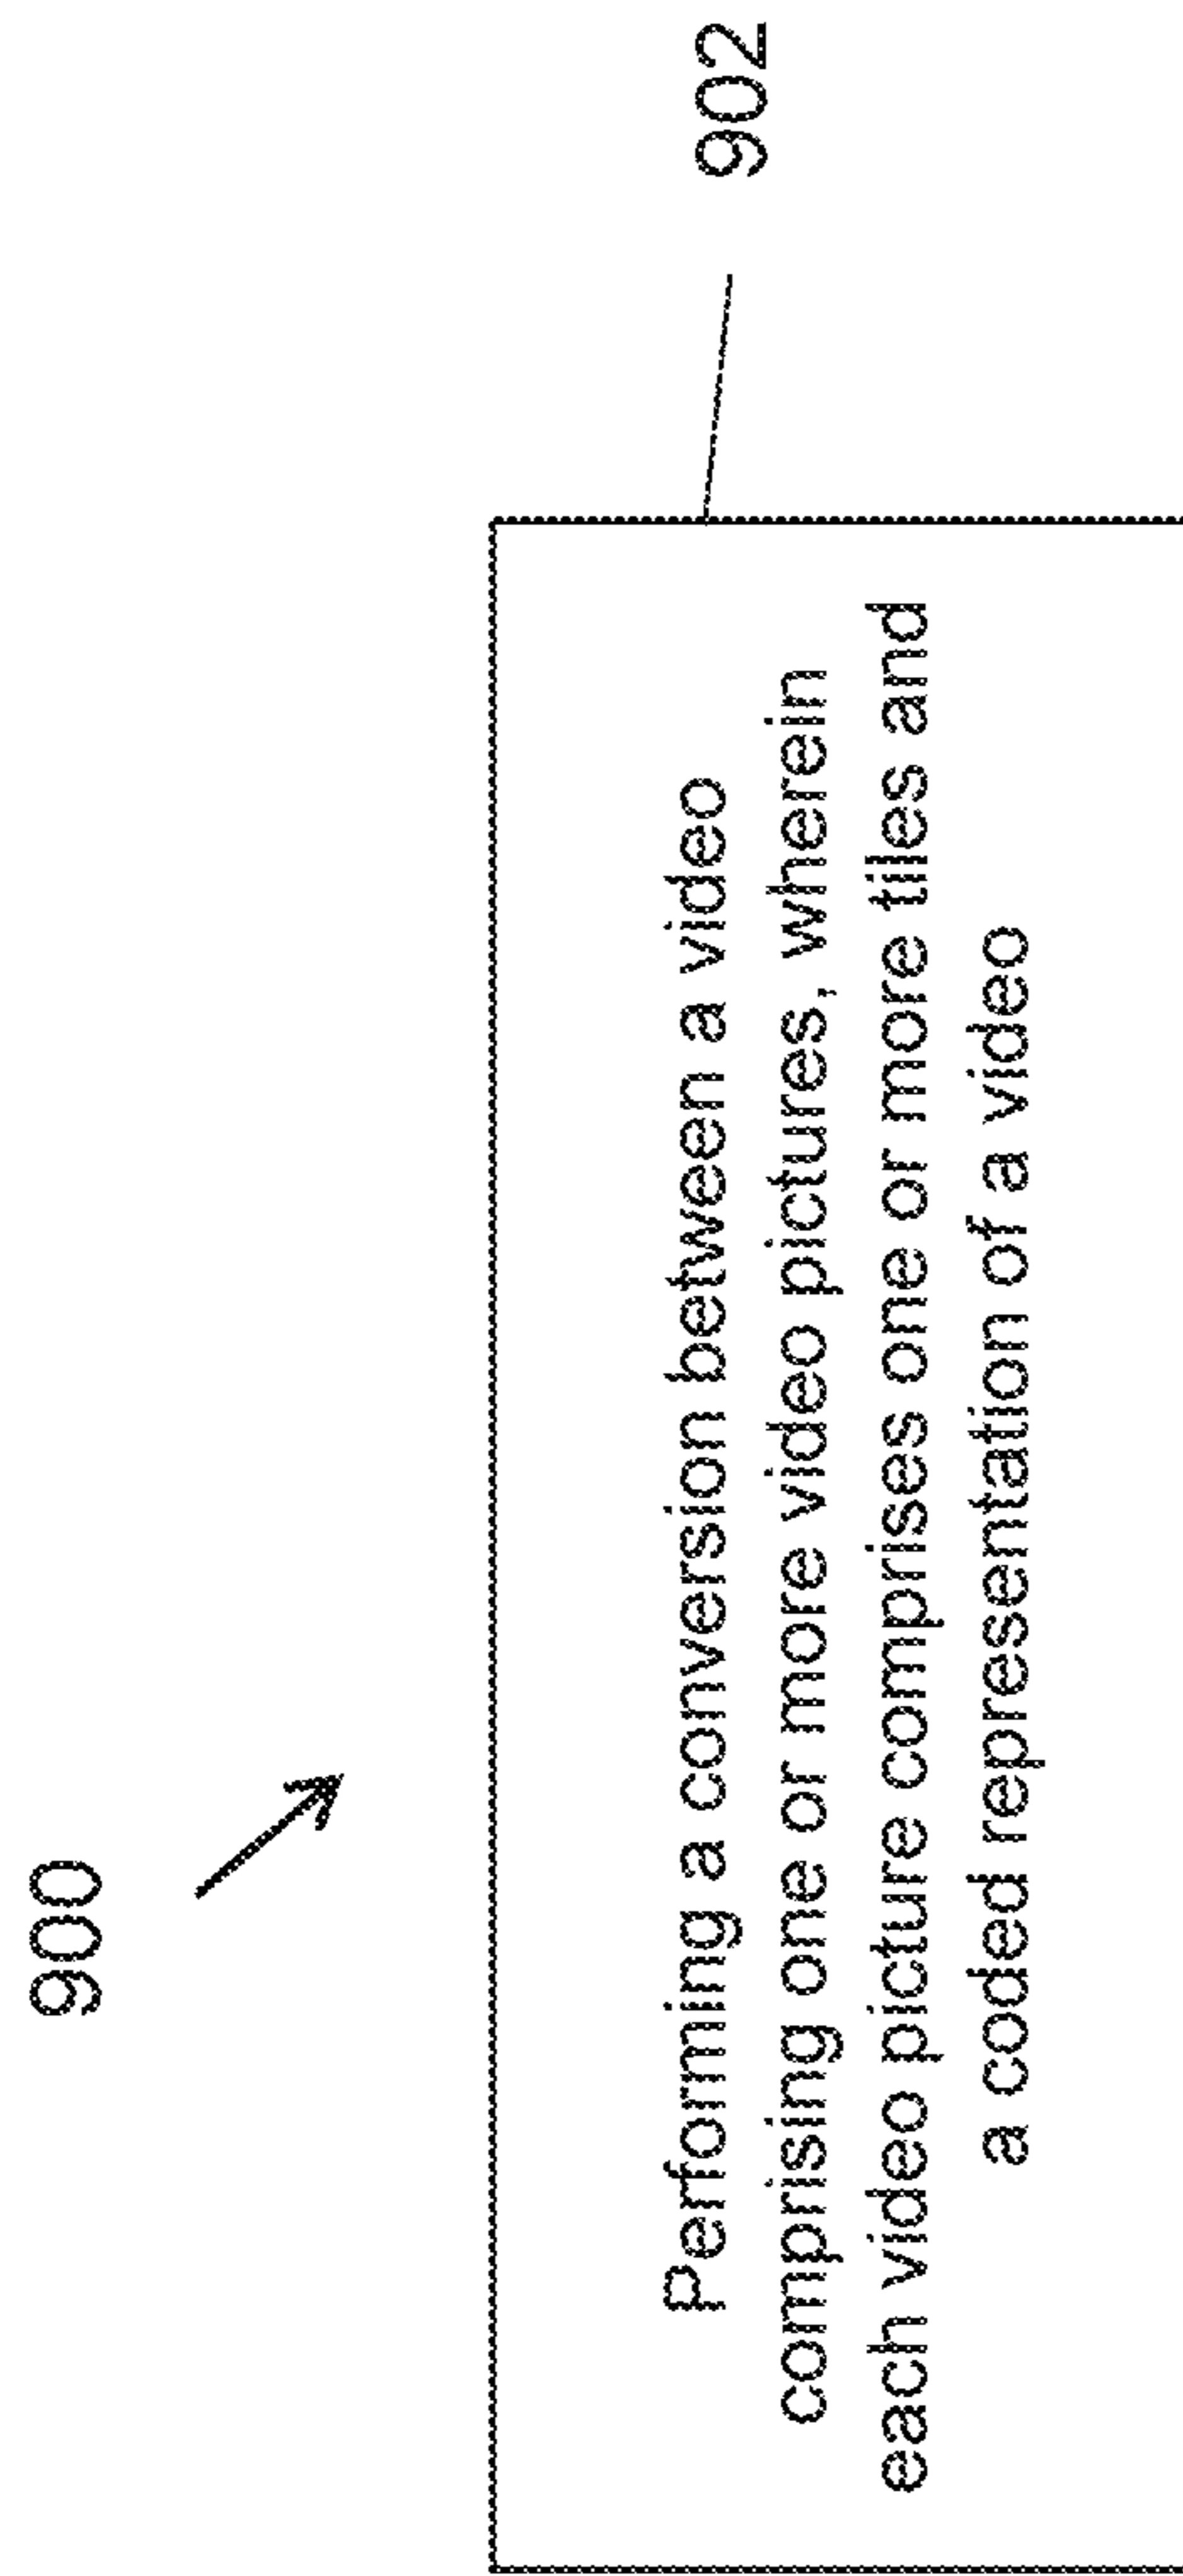 900
902
Performing a conversion between a video
comprising one or more video pictures, wherein
each video picture comprises one or more tiles and
a coded representation of a video